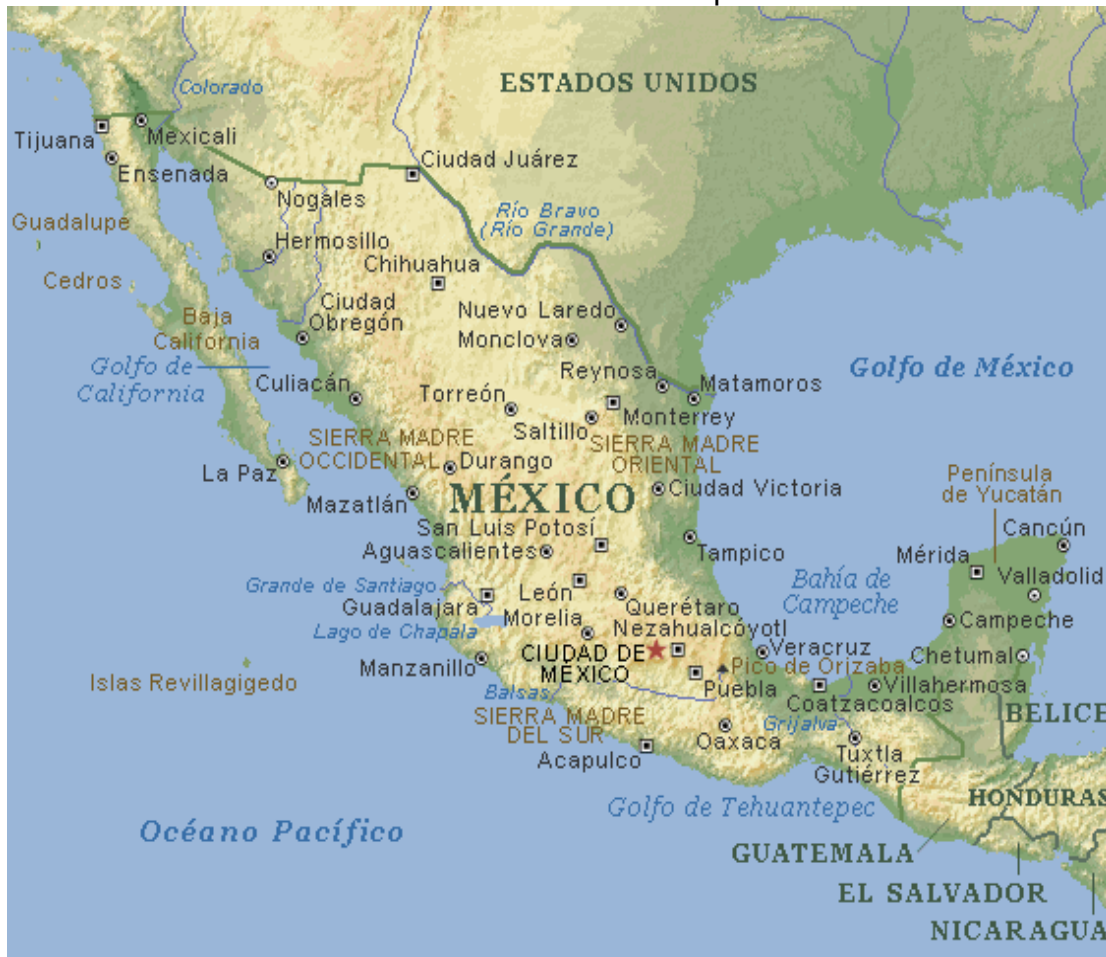 ESTADOS UNIDOS
Colorado
Tijuana
Mexicali
Ensenada
Ciudad Juárez
Nogales
Guadalupe
Río Bravo
(Río Grande)
Hermosillo
Chihuahua
Cedros
Ciudad
Obregón
Nuevo Laredo
Baja
California
Monclova
Golfo de
California
Reynosa
Matamoros
Golfo de México
Culiacán
Torreón
Monterrey
Saltillo
SIERRA MADRE
OCCIDENTAL
SIERRA MADRE
ORIENTAL
La Paz
Durango
Península
de Yucatán
Mazatlán
MÉXICO
Ciudad Victoria
San Luis Potosí
Cancún
Aguascalientes
Tampico
Mérida
Valladolid
Bahía de
Campeche
Grande de Santiago
León
Guadalajara
Querétaro
Morelia
Campeche
Lago de Chapala
Nezahualcóyotl
Veracruz
CIUDAD DE
MÉXICO
Chetumal
Manzanillo
Pico de Orizaba
Islas Revillagigedo
Puebla
Villahermosa
Balsas
Coatzacoalcos
SIERRA MADRE
DEL SUR
BELICE
Grijalva
Oaxaca
Acapulco
Tuxtla
Gutiérrez
HONDURAS
Golfo de Tehuantepec
Océano Pacífico
GUATEMALA
EL SALVADOR
NICARAGUA